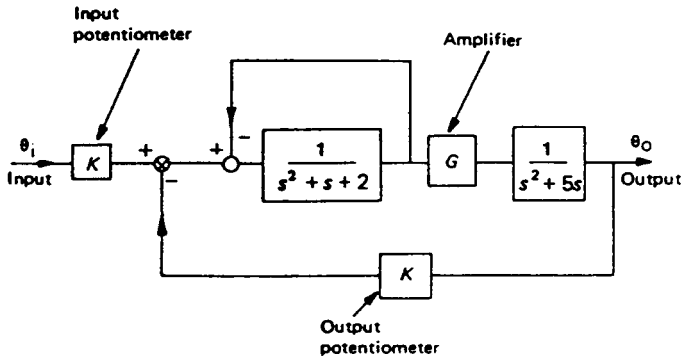 Input
potentiometer
Amplifier
θi
Input
K
+
−
+
−
1
s² + s + 2
G
1
s² + 5s
θO
Output
K
Output
potentiometer